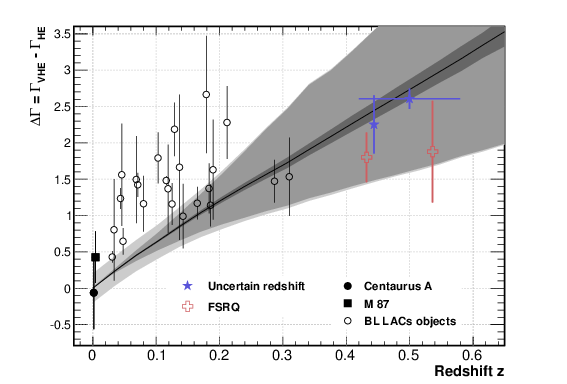 ΔΓ = Γ_VHE - Γ_HE
3.5
3
2.5
2
1.5
1
0.5
0
-0.5
Uncertain redshift
FSRQ
Centaurus A
M 87
BL LACs objects
0 0.1 0.2 0.3 0.4 0.5 0.6
Redshift z